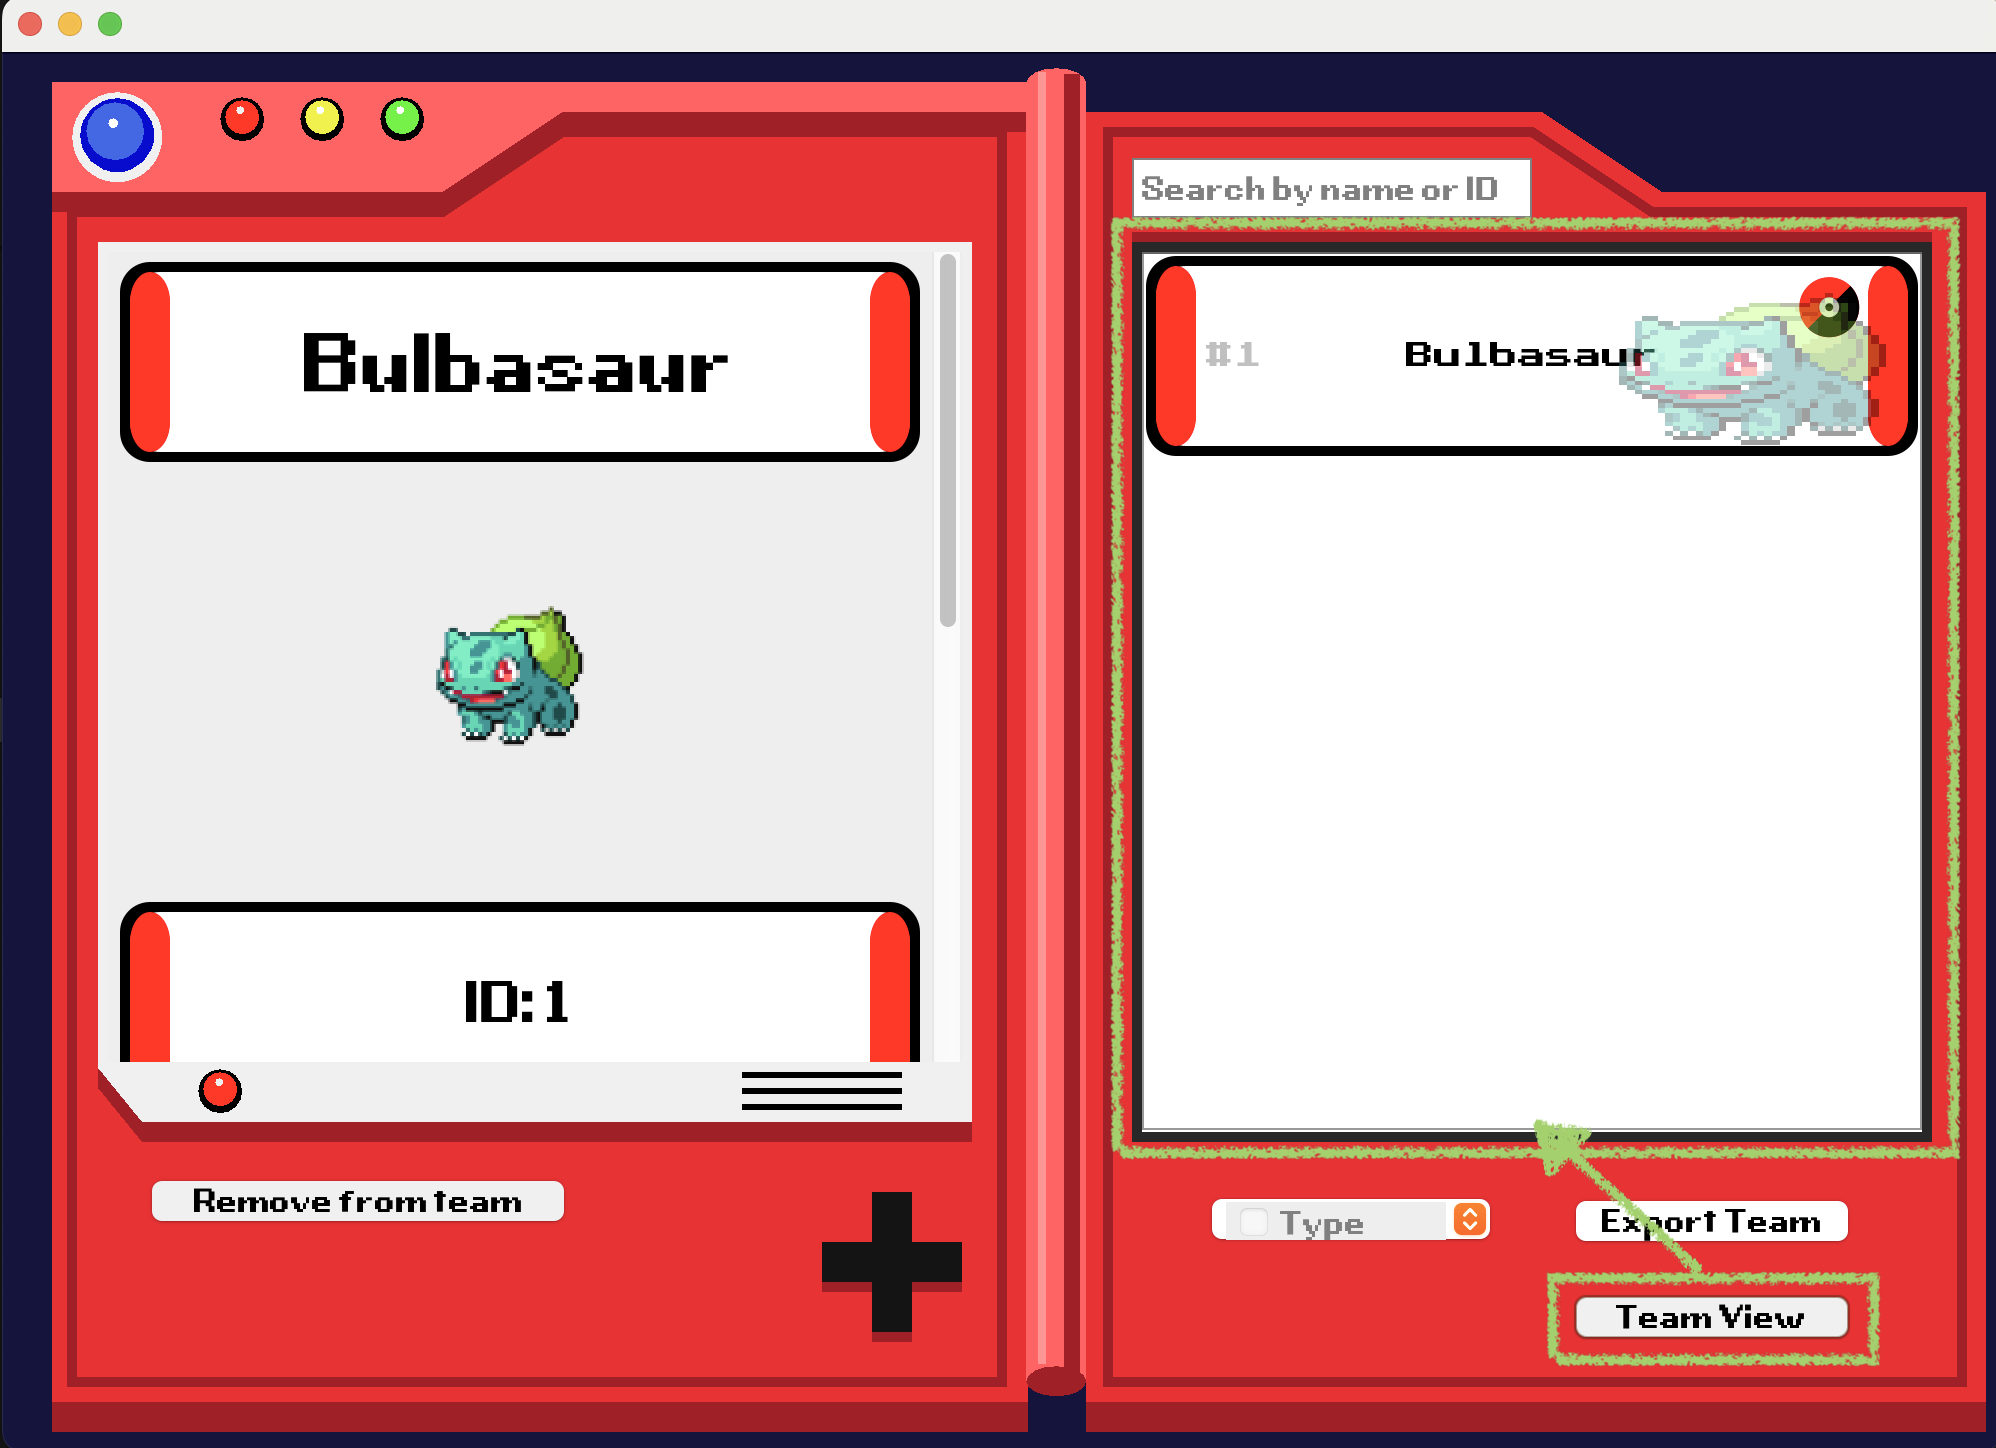 Search by name or ID
Bulbasaur
#1 Bulbasaur
ID: 1
Remove from team
Type
Export Team
Team View